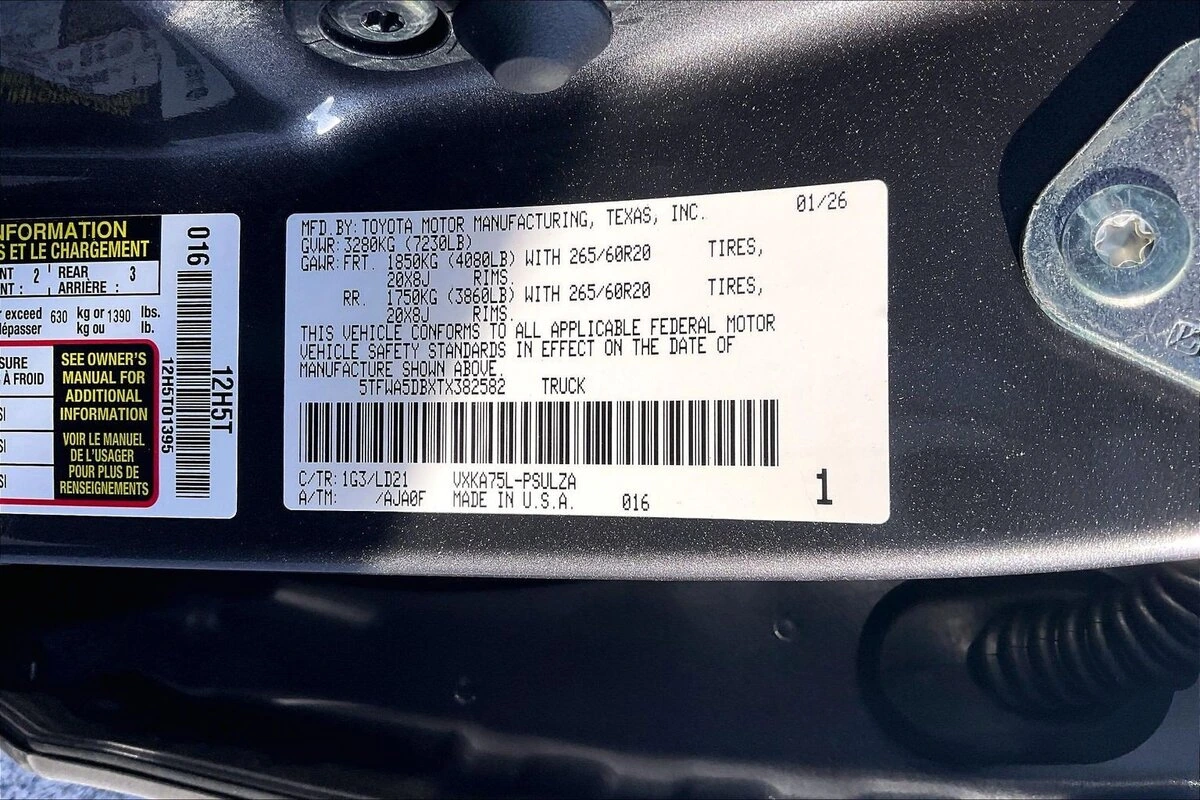 NFORMATION
S ET LE CHARGEMENT
NT 2 REAR 3
NT : ARRIÈRE :
r exceed 630 kg or 1390 lbs.
dépasser kg ou lb.
SURE
À FROID
SI
SI
SI
SEE OWNER'S
MANUAL FOR
ADDITIONAL
INFORMATION
VOIR LE MANUEL
DE L'USAGER
POUR PLUS DE
RENSEIGNEMENTS
016
12H5T
12H5T01395
MFD.BY:TOYOTA MOTOR MANUFACTURING, TEXAS, INC. 01/26
GVWR:3280KG (7230LB)
GAWR:FRT. 1850KG (4080LB) WITH 265/60R20 TIRES,
20X8J RIMS.
RR. 1750KG (3860LB) WITH 265/60R20 TIRES,
20X8J RIMS.
THIS VEHICLE CONFORMS TO ALL APPLICABLE FEDERAL MOTOR
VEHICLE SAFETY STANDARDS IN EFFECT ON THE DATE OF
MANUFACTURE SHOWN ABOVE.
5TFWA5DBXTX382582 TRUCK
C/TR:1G3/LD21 VXKA75L-PSULZA
A/TM: /AJA0F MADE IN U.S.A. 016
1